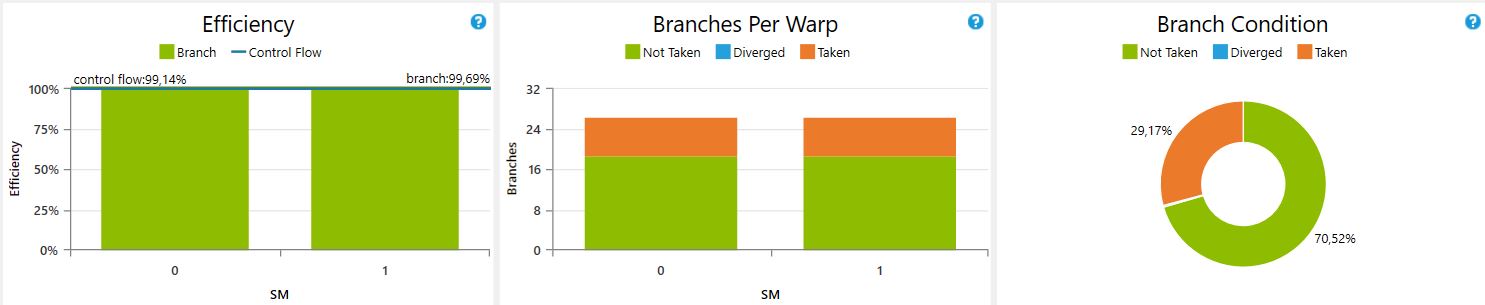 Efficiency
?
Branch Control Flow
control flow:99,14% branch:99,69%
100%
75%
50%
25%
0%
Efficiency
0 1
SM
Branches Per Warp
?
Not Taken Diverged Taken
32
24
16
8
0
Branches
0 1
SM
Branch Condition
?
Not Taken Diverged Taken
29,17%
70,52%